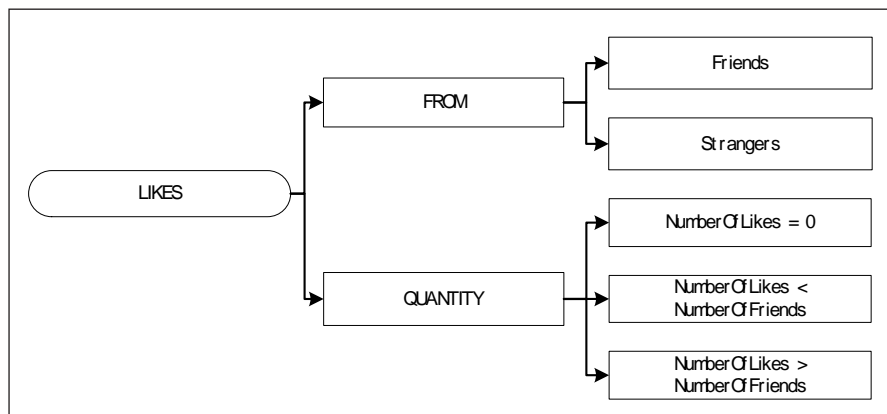 LIKES
FROM
Friends
Strangers
QUANTITY
NumberOfLikes = 0
NumberOfLikes <
NumberOfFriends
NumberOfLikes >
NumberOfFriends